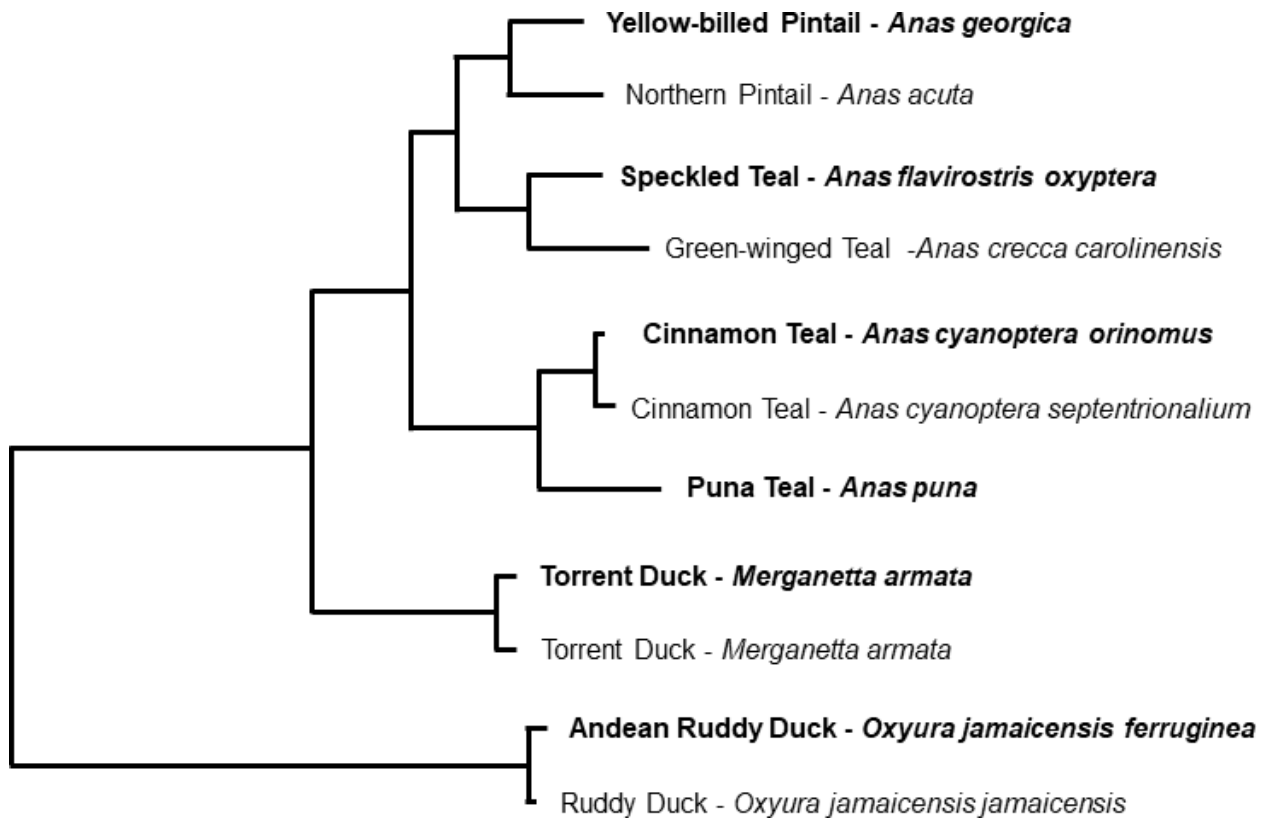 Yellow-billed Pintail - Anas georgica
Northern Pintail - Anas acuta
Speckled Teal - Anas flavirostris oxyptera
Green-winged Teal -Anas crecca carolinensis
Cinnamon Teal - Anas cyanoptera orinomus
Cinnamon Teal - Anas cyanoptera septentrionalium
Puna Teal - Anas puna
Torrent Duck - Merganetta armata
Torrent Duck - Merganetta armata
Andean Ruddy Duck - Oxyura jamaicensis ferruginea
Ruddy Duck - Oxyura jamaicensis jamaicensis